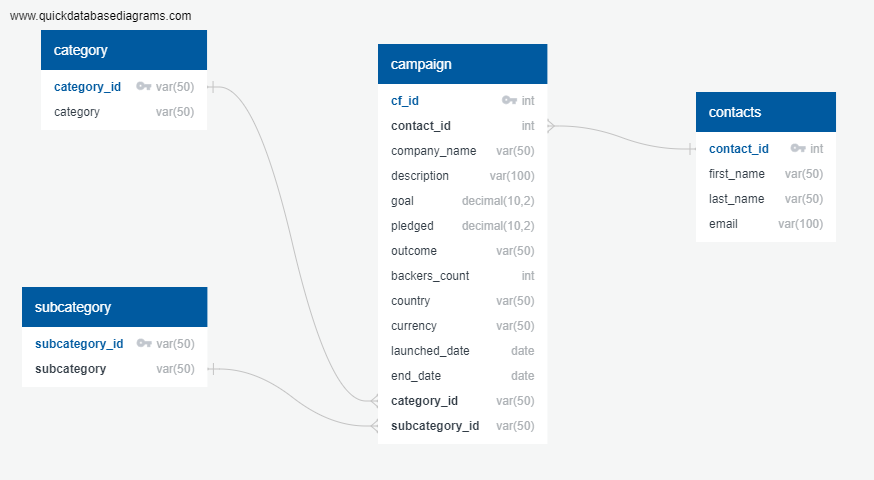 www.quickdatabasediagrams.com
category
category_id var(50)
category var(50)
campaign
cf_id int
contact_id int
company_name var(50)
description var(100)
goal decimal(10,2)
pledged decimal(10,2)
outcome var(50)
backers_count int
country var(50)
currency var(50)
launched_date date
end_date date
category_id var(50)
subcategory_id var(50)
contacts
contact_id int
first_name var(50)
last_name var(50)
email var(100)
subcategory
subcategory_id var(50)
subcategory var(50)